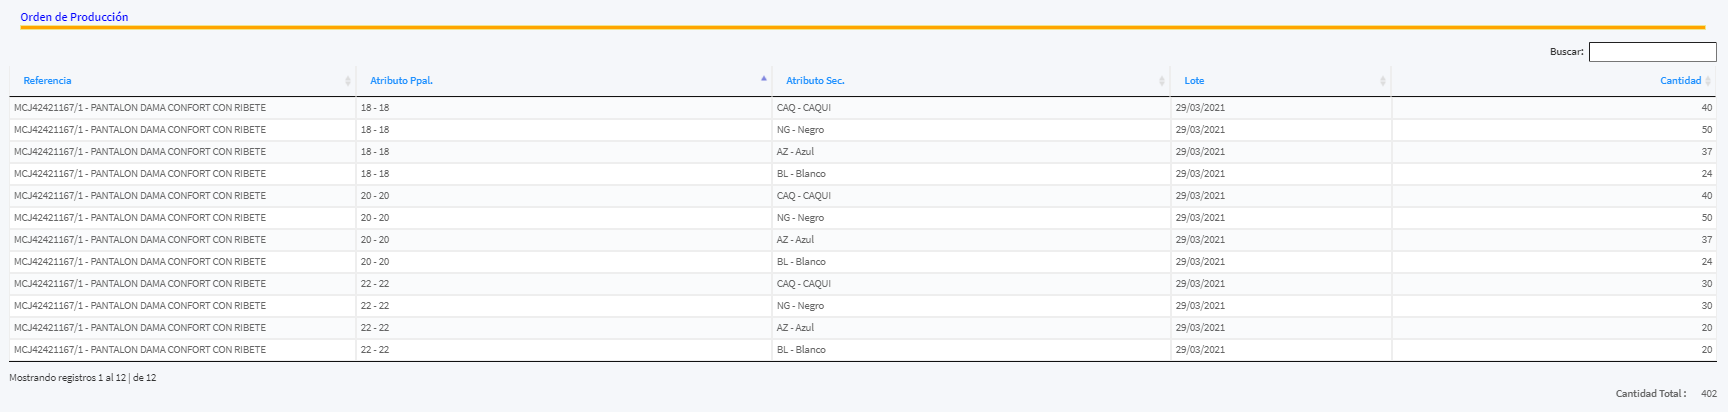 Orden de Producción
Buscar:
Referencia Atributo Ppal. Atributo Sec. Lote Cantidad
MCJ42421167/1 - PANTALON DAMA CONFORT CON RIBETE 18 - 18 CAQ - CAQUI 29/03/2021 40
MCJ42421167/1 - PANTALON DAMA CONFORT CON RIBETE 18 - 18 NG - Negro 29/03/2021 50
MCJ42421167/1 - PANTALON DAMA CONFORT CON RIBETE 18 - 18 AZ - Azul 29/03/2021 37
MCJ42421167/1 - PANTALON DAMA CONFORT CON RIBETE 18 - 18 BL - Blanco 29/03/2021 24
MCJ42421167/1 - PANTALON DAMA CONFORT CON RIBETE 20 - 20 CAQ - CAQUI 29/03/2021 40
MCJ42421167/1 - PANTALON DAMA CONFORT CON RIBETE 20 - 20 NG - Negro 29/03/2021 50
MCJ42421167/1 - PANTALON DAMA CONFORT CON RIBETE 20 - 20 AZ - Azul 29/03/2021 37
MCJ42421167/1 - PANTALON DAMA CONFORT CON RIBETE 20 - 20 BL - Blanco 29/03/2021 24
MCJ42421167/1 - PANTALON DAMA CONFORT CON RIBETE 22 - 22 CAQ - CAQUI 29/03/2021 30
MCJ42421167/1 - PANTALON DAMA CONFORT CON RIBETE 22 - 22 NG - Negro 29/03/2021 30
MCJ42421167/1 - PANTALON DAMA CONFORT CON RIBETE 22 - 22 AZ - Azul 29/03/2021 20
MCJ42421167/1 - PANTALON DAMA CONFORT CON RIBETE 22 - 22 BL - Blanco 29/03/2021 20
Mostrando registros 1 al 12 | de 12
Cantidad Total : 402